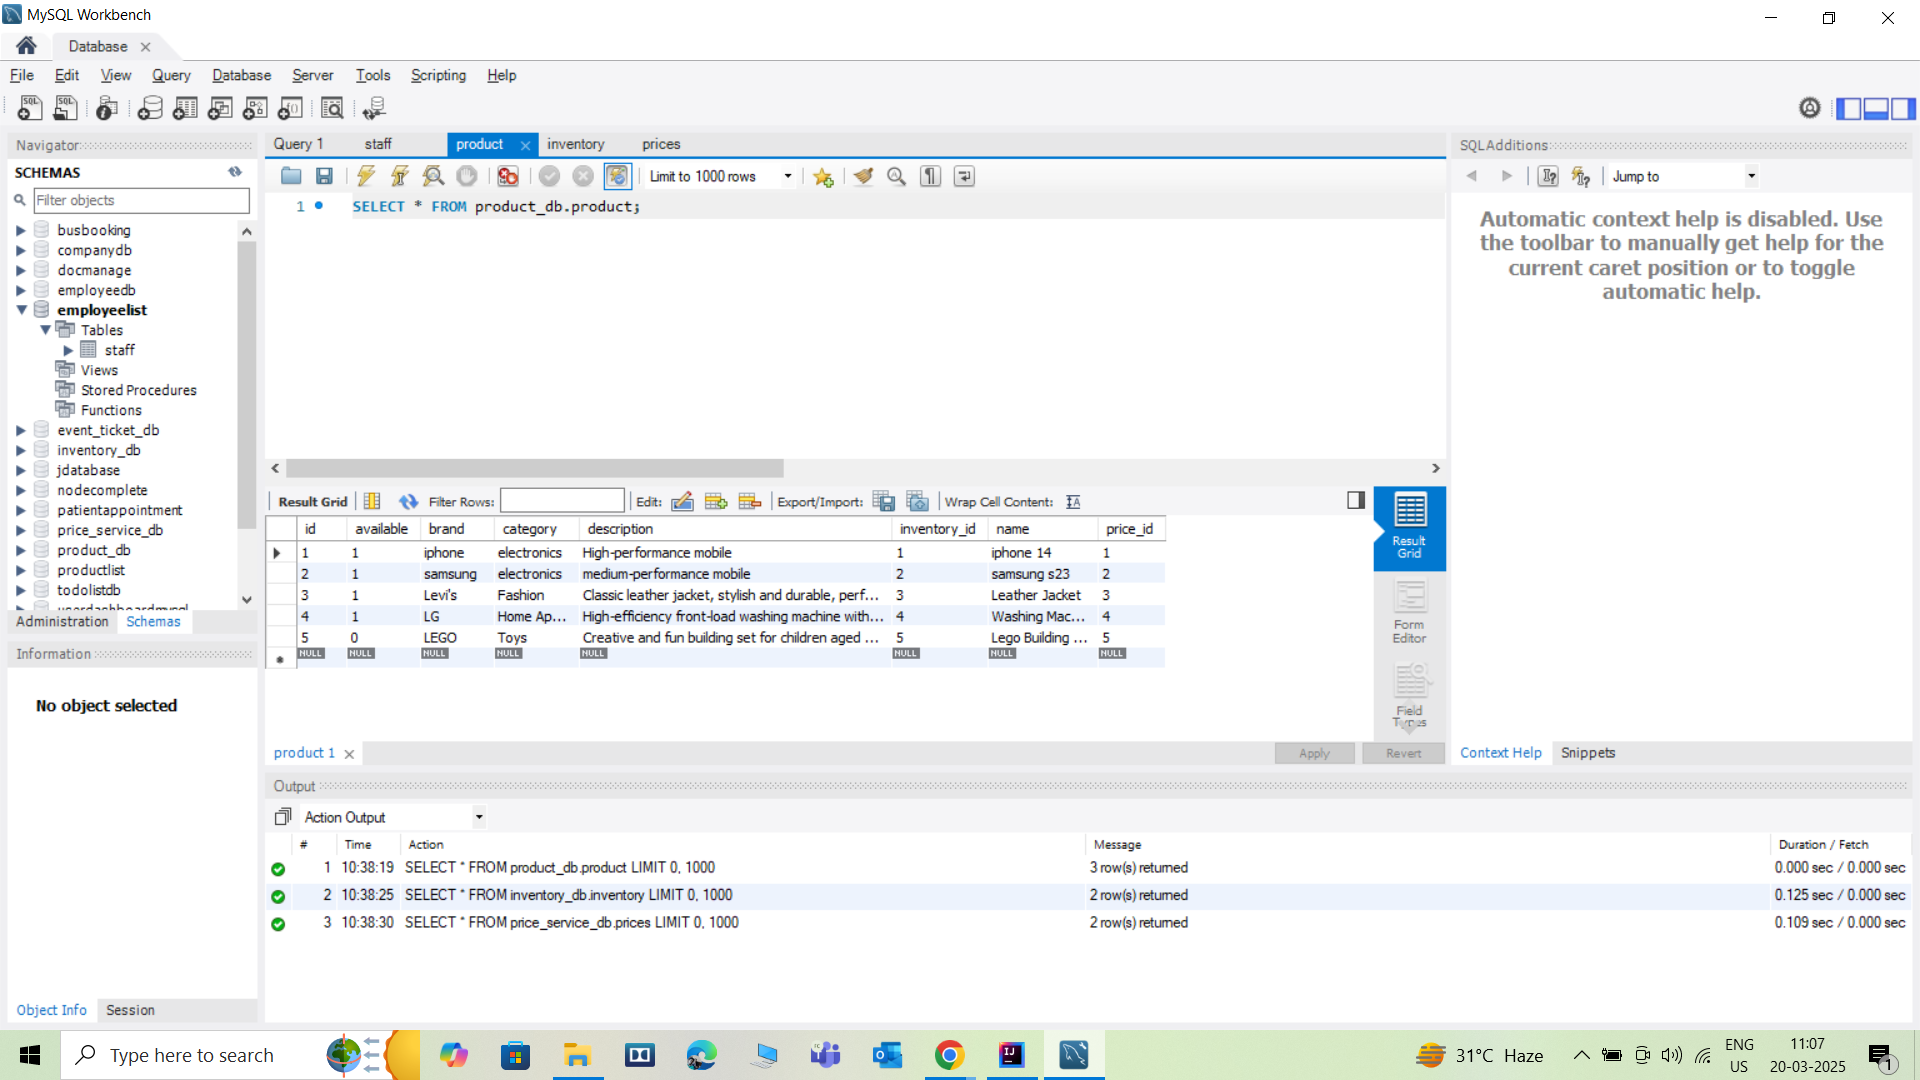 MySQL Workbench
Database
File Edit View Query Database Server Tools Scripting Help
Navigator
SCHEMAS
Filter objects
busbooking
companydb
docmanage
employeedb
employeelist
Tables
staff
Views
Stored Procedures
Functions
event_ticket_db
inventory_db
jdatabase
nodecomplete
patientappointment
price_service_db
product_db
productlist
todolistdb
Administration Schemas
Information
No object selected
Object Info Session
Query 1 staff product inventory prices
Limit to 1000 rows
1 SELECT * FROM product_db.product;
Result Grid Filter Rows: Edit: Export/Import: Wrap Cell Content:
id available brand category description inventory_id name price_id
1 1 iphone electronics High-performance mobile 1 iphone 14 1
2 1 samsung electronics medium-performance mobile 2 samsung s23 2
3 1 Levi's Fashion Classic leather jacket, stylish and durable, perf... 3 Leather Jacket 3
4 1 LG Home Ap... High-efficiency front-load washing machine with... 4 Washing Mac... 4
5 0 LEGO Toys Creative and fun building set for children aged ... 5 Lego Building ... 5
NULL NULL NULL NULL NULL NULL NULL NULL
Result Grid
Form Editor
Field Types
product 1
Apply Revert
SQLAdditions
Jump to
Automatic context help is disabled. Use
the toolbar to manually get help for the
current caret position or to toggle
automatic help.
Context Help Snippets
Output
Action Output
# Time Action Message Duration / Fetch
1 10:38:19 SELECT * FROM product_db.product LIMIT 0, 1000 3 row(s) returned 0.000 sec / 0.000 sec
2 10:38:25 SELECT * FROM inventory_db.inventory LIMIT 0, 1000 2 row(s) returned 0.125 sec / 0.000 sec
3 10:38:30 SELECT * FROM price_service_db.prices LIMIT 0, 1000 2 row(s) returned 0.109 sec / 0.000 sec
Type here to search
31°C Haze
ENG
US
11:07
20-03-2025
1